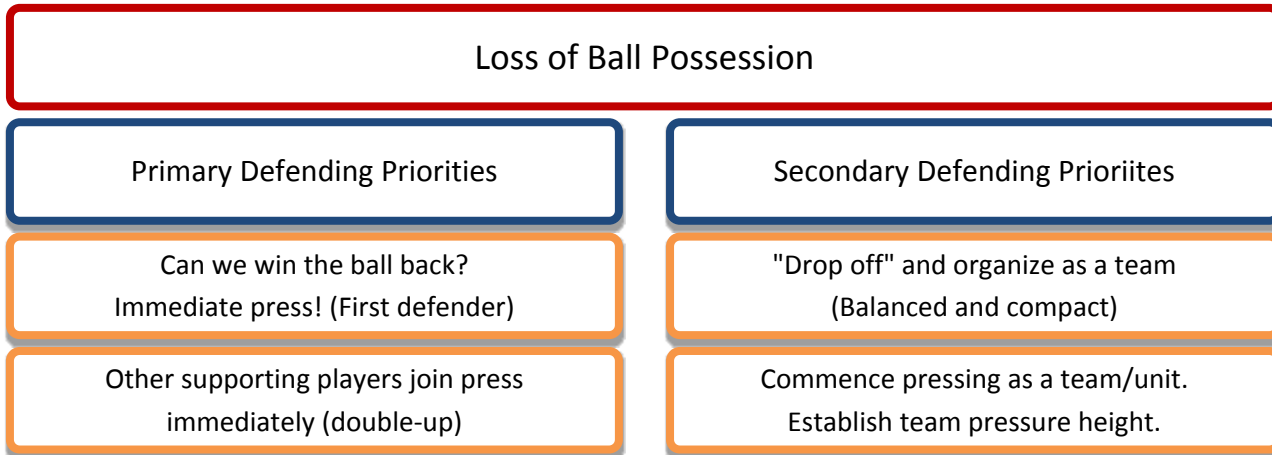 Loss of Ball Possession
Primary Defending Priorities
Secondary Defending Prioriites
Can we win the ball back?
Immediate press! (First defender)
"Drop off" and organize as a team
(Balanced and compact)
Other supporting players join press
immediately (double-up)
Commence pressing as a team/unit.
Establish team pressure height.